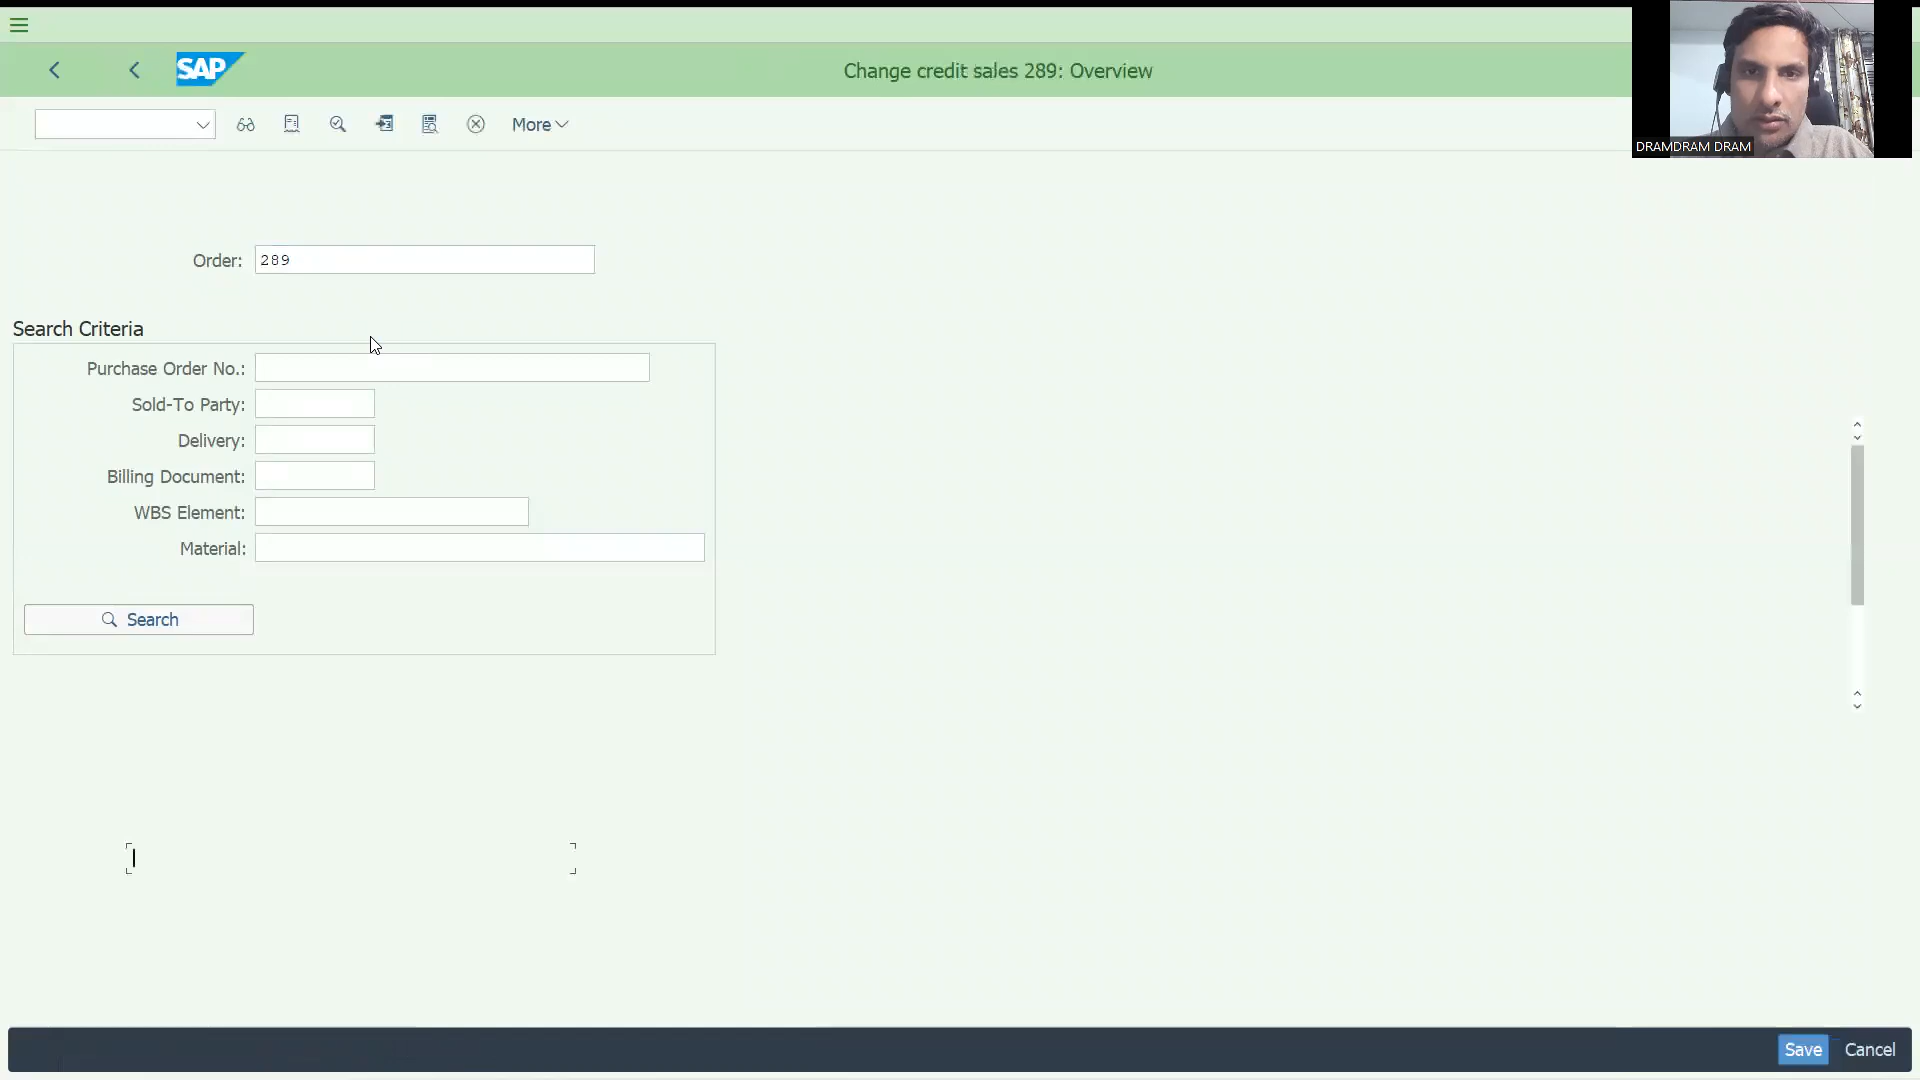 SAP
Change credit sales 289: Overview
DRAMDRAM DRAM
More
Order: 289
Search Criteria
Purchase Order No.:
Sold-To Party:
Delivery:
Billing Document:
WBS Element:
Material:
Search
Save Cancel